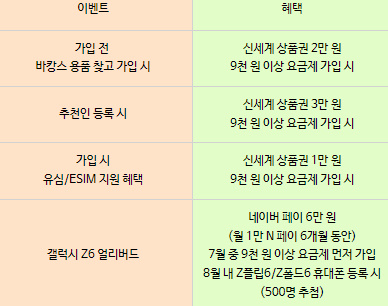 이벤트 혜택
가입 전 신세계 상품권 2만 원
바캉스 용품 찾고 가입 시 9천 원 이상 요금제 가입 시
추천인 등록 시
신세계 상품권 3만 원
9천 원 이상 요금제 가입 시
가입 시 신세계 상품권 1만 원
유심/ESIM 지원 혜택 9천 원 이상 요금제 가입 시
갤럭시 Z6 얼리버드
네이버 페이 6만 원
(월 1만 N 페이 6개월 동안)
7월 중 9천 원 이상 요금제 먼저 가입
8월 내 Z플립6/Z폴드6 휴대폰 등록 시
(500명 추첨)